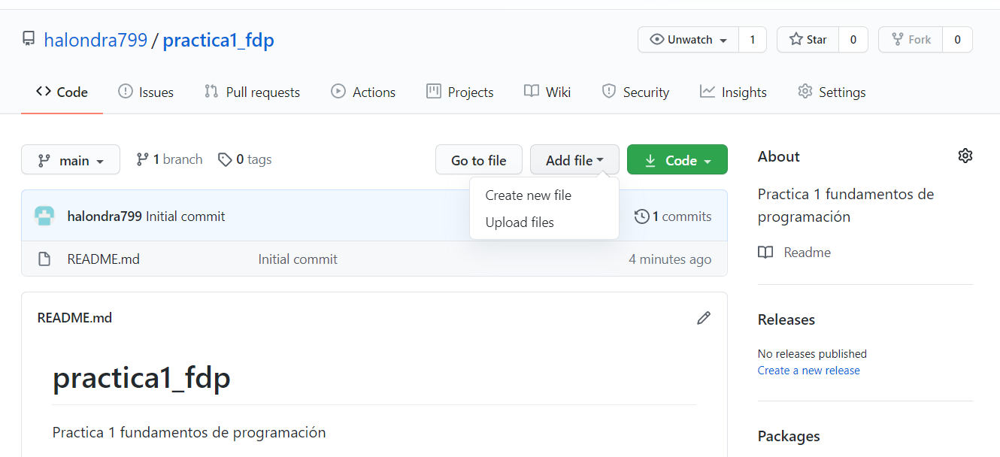 halondra799 / practica1_fdp
Unwatch 1 Star 0 Fork 0
Code Issues Pull requests Actions Projects Wiki Security Insights Settings
main 1 branch 0 tags Go to file Add file Code
Create new file
Upload files
halondra799 Initial commit 1 commits
README.md Initial commit 4 minutes ago
README.md
practica1_fdp
Practica 1 fundamentos de programación
About
Practica 1 fundamentos de
programación
Readme
Releases
No releases published
Create a new release
Packages